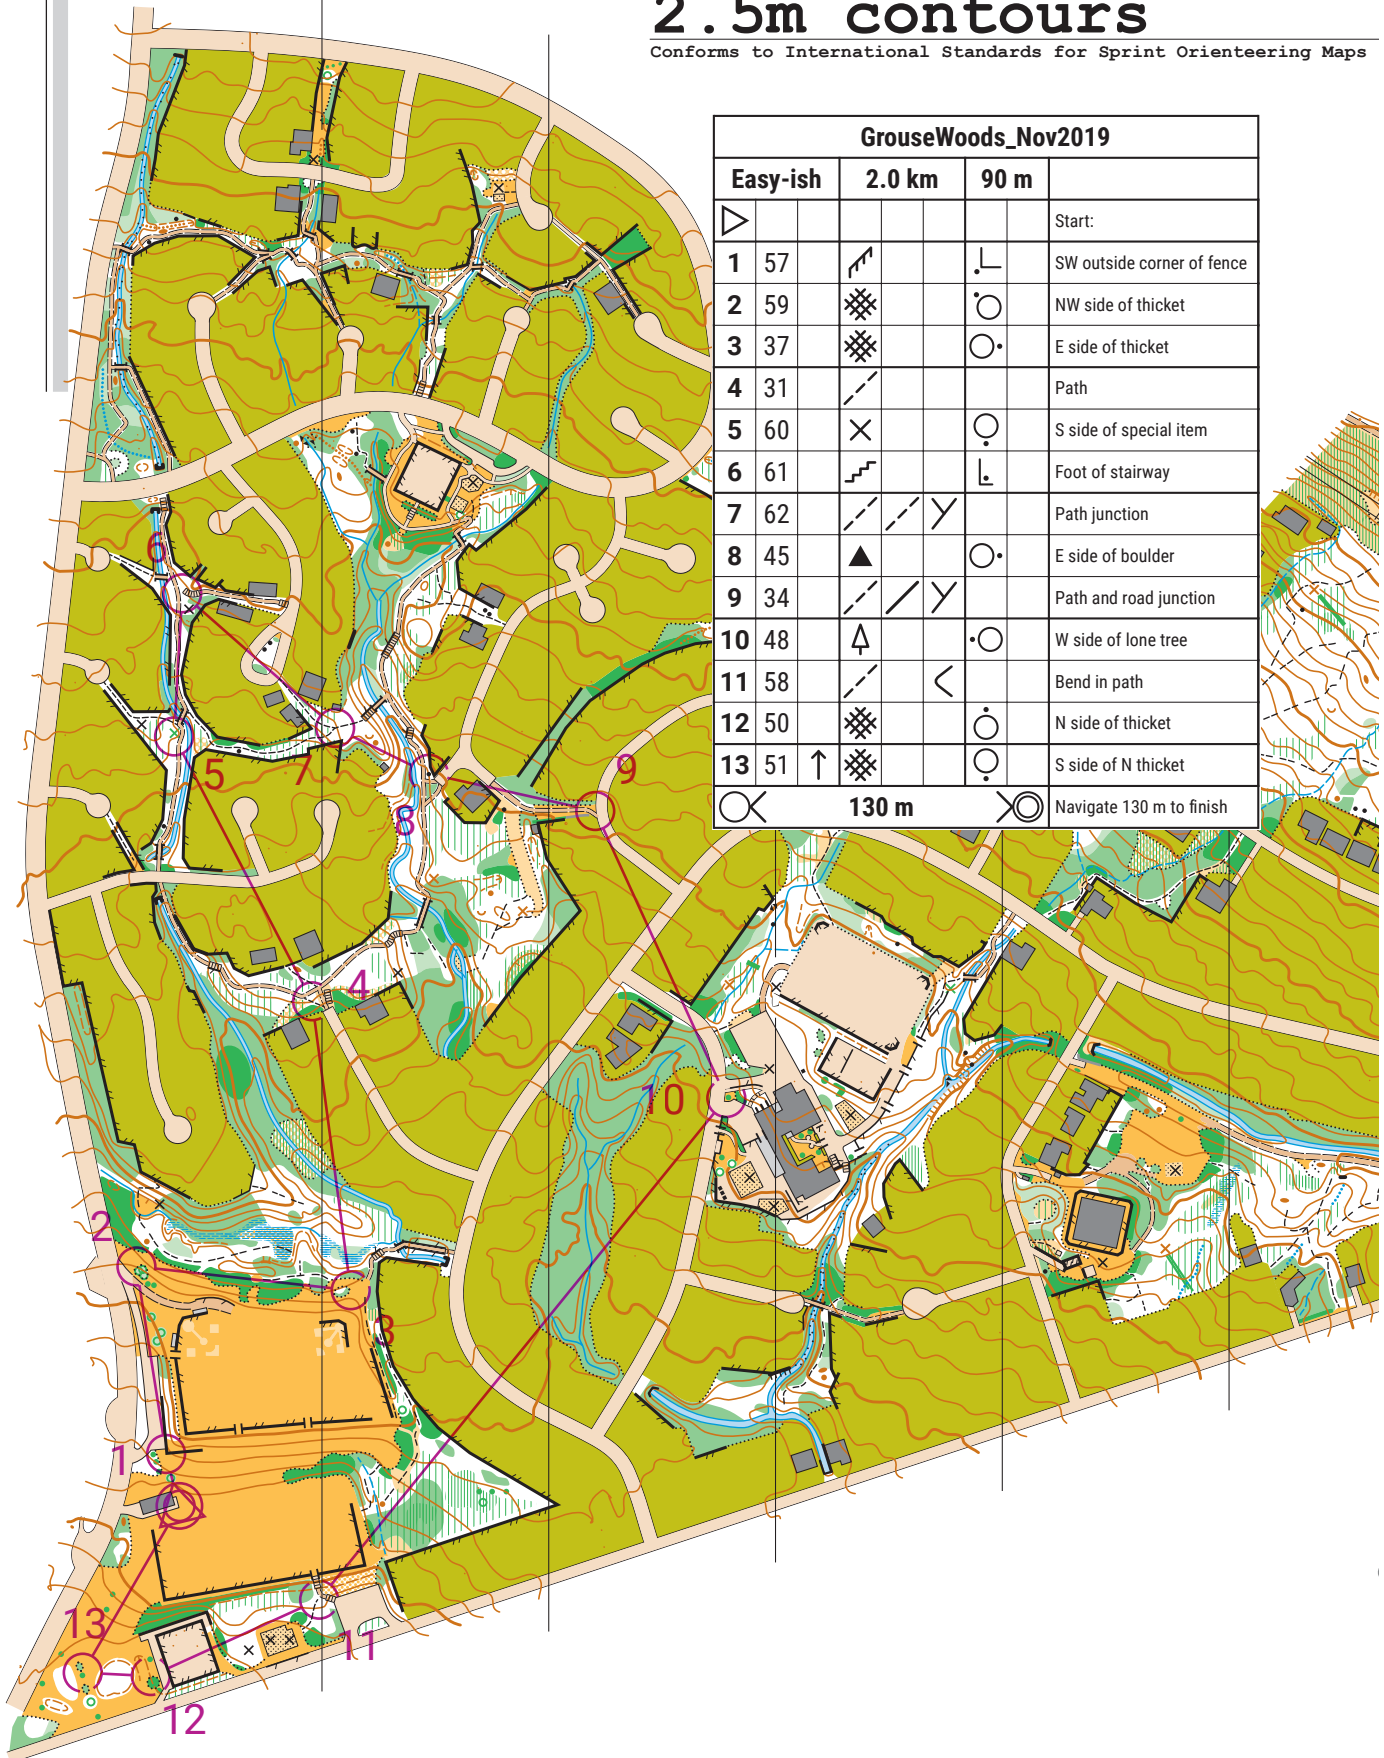 2.5m contours
Conforms to International Standards for Sprint Orienteering Maps
GrouseWoods_Nov2019
Easy-ish 2.0 km 90 m
Start:
1 57 SW outside corner of fence
2 59 NW side of thicket
3 37 E side of thicket
4 31 Path
5 60 S side of special item
6 61 Foot of stairway
7 62 Path junction
8 45 E side of boulder
9 34 Path and road junction
10 48 W side of lone tree
11 58 Bend in path
12 50 N side of thicket
13 51 S side of N thicket
130 m Navigate 130 m to finish
6
5
7
9
8
4
10
2
3
1
13
11
12